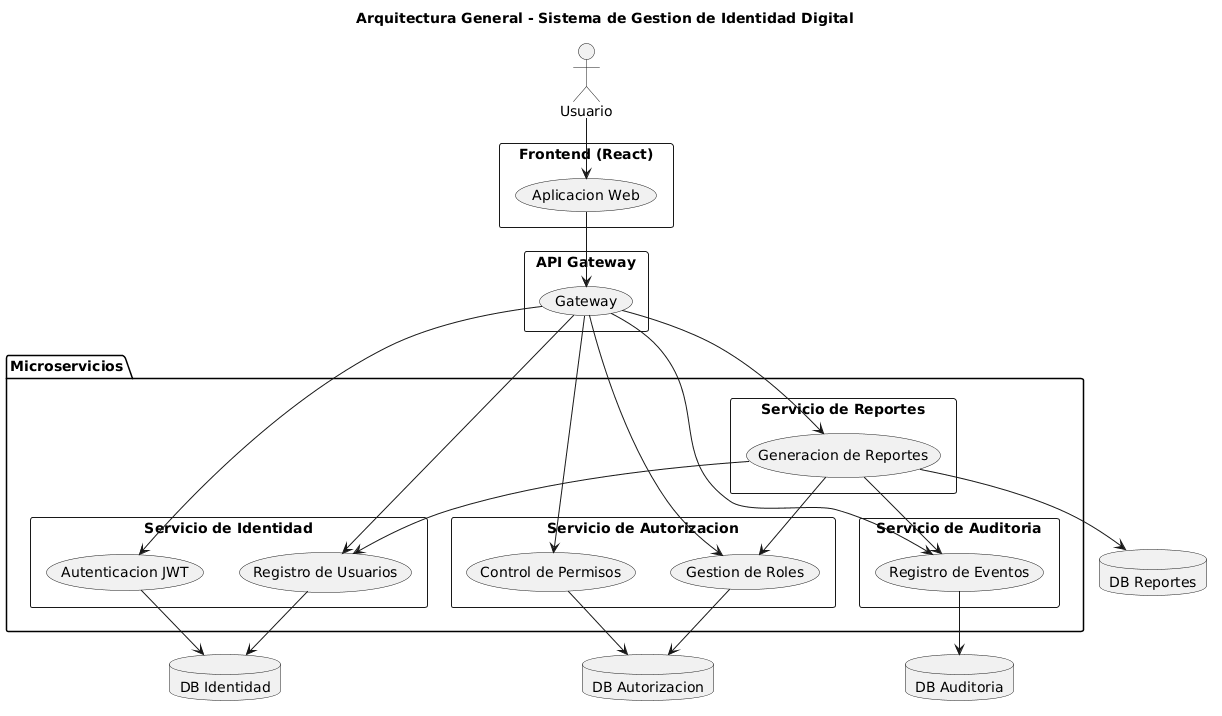 Arquitectura General - Sistema de Gestion de Identidad Digital
Usuario
Frontend (React)
Aplicacion Web
API Gateway
Gateway
Microservicios
Servicio de Reportes
Generacion de Reportes
Servicio de Identidad
Servicio de Autorizacion
Servicio de Auditoria
Autenticacion JWT
Registro de Usuarios
Control de Permisos
Gestion de Roles
Registro de Eventos
DB Reportes
DB Identidad
DB Autorizacion
DB Auditoria